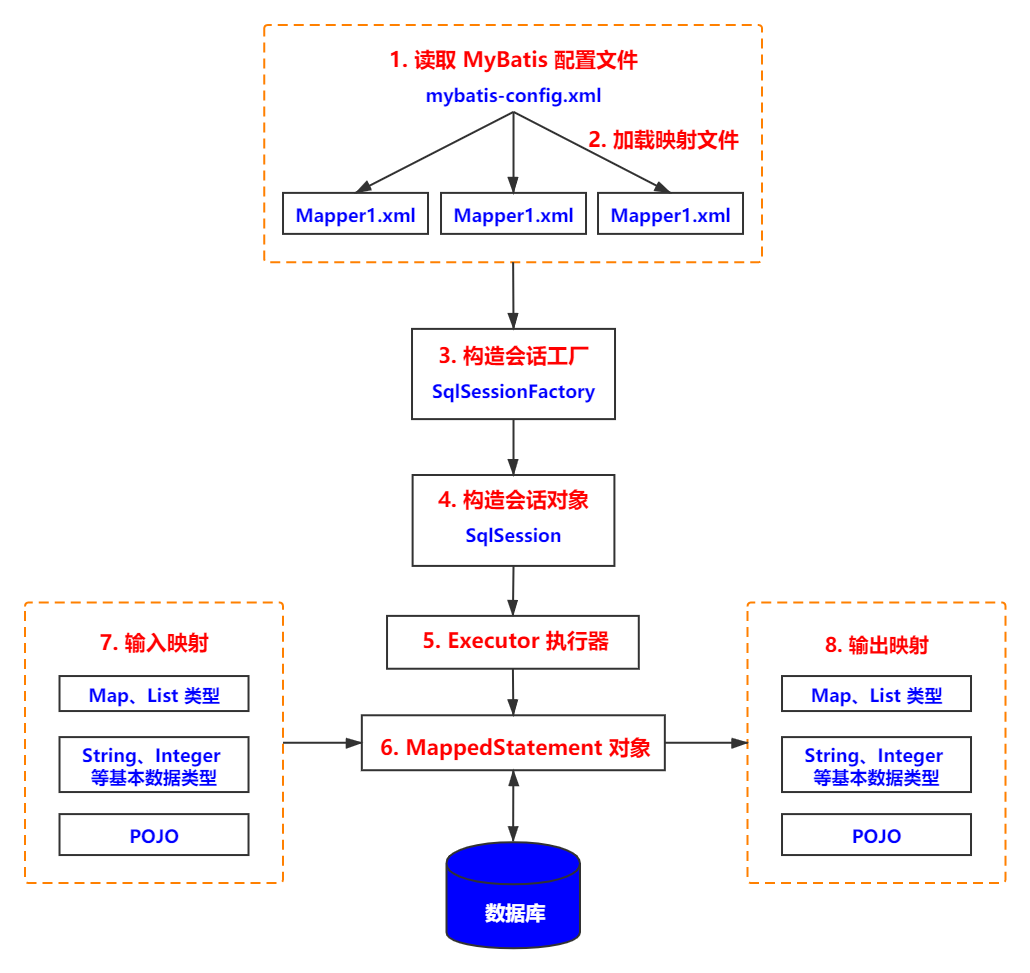 1. 读取 MyBatis 配置文件
mybatis-config.xml
2. 加载映射文件
Mapper1.xml
Mapper1.xml
Mapper1.xml
3. 构造会话工厂
SqlSessionFactory
4. 构造会话对象
SqlSession
5. Executor 执行器
6. MappedStatement 对象
7. 输入映射
Map、List 类型
String、Integer
等基本数据类型
POJO
8. 输出映射
Map、List 类型
String、Integer
等基本数据类型
POJO
数据库